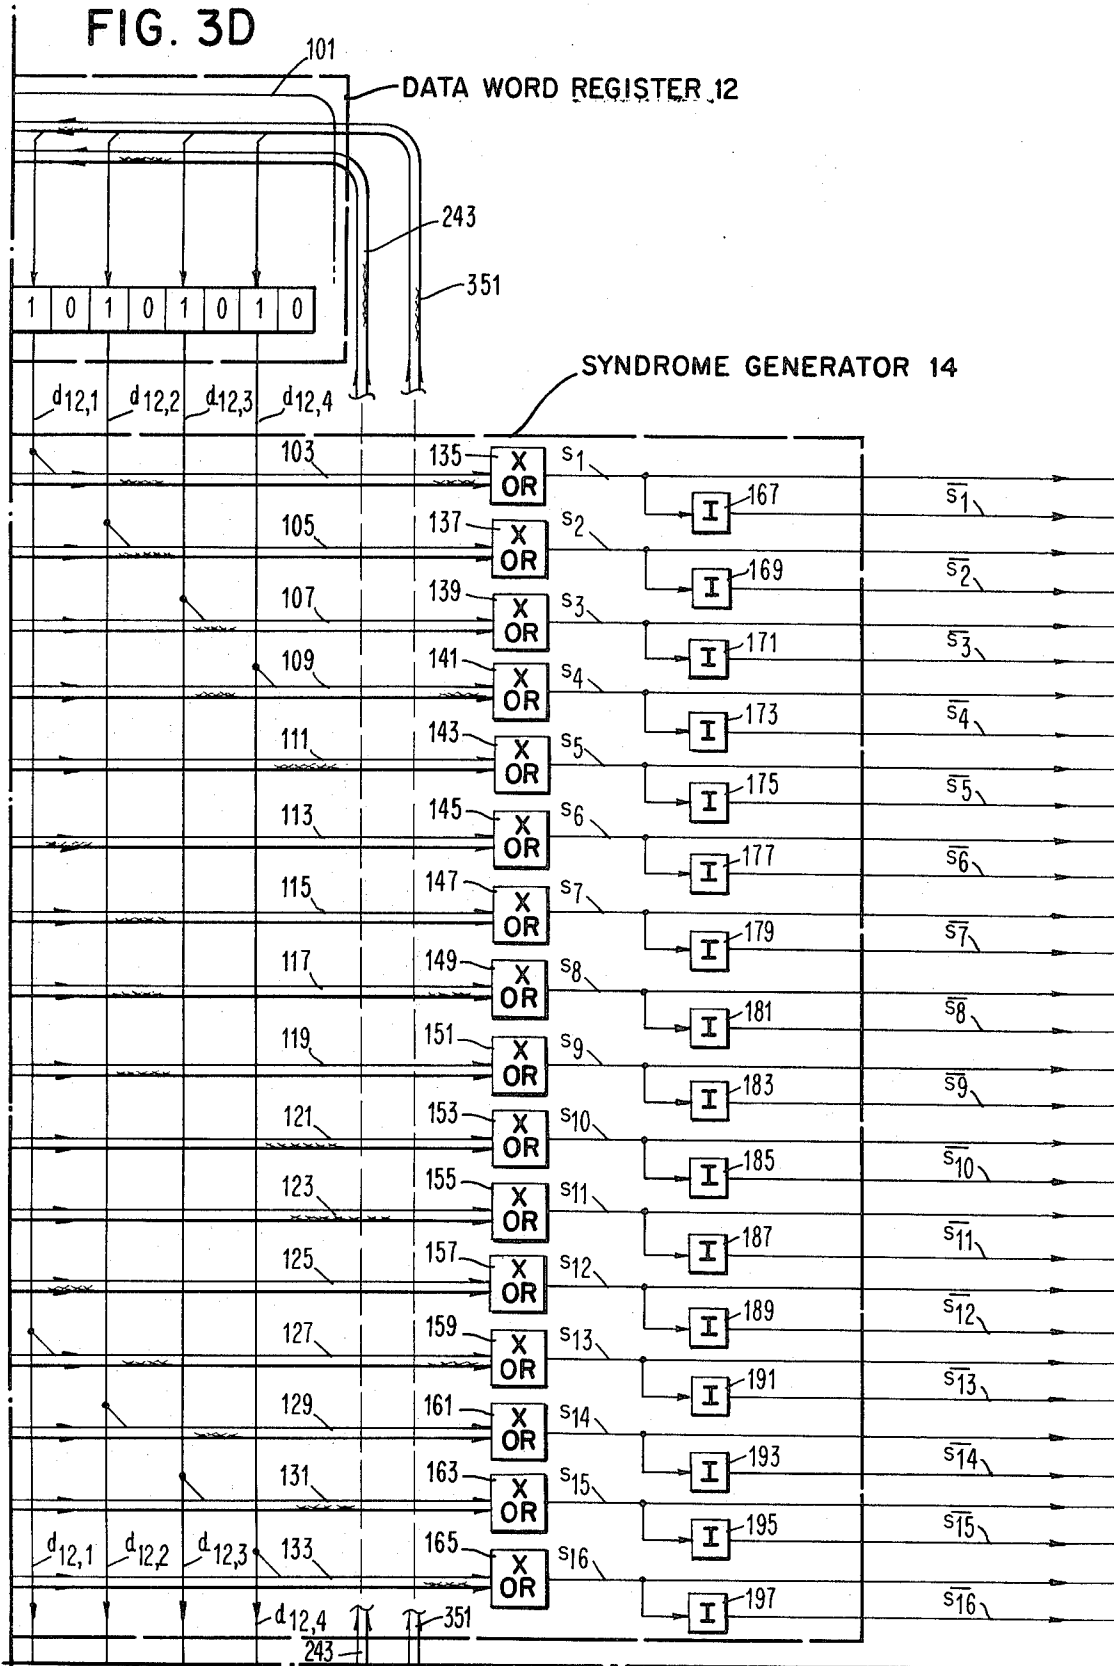 FIG. 3D
101
DATA WORD REGISTER 12
243
351
1 0 1 0 1 0 1 0
SYNDROME GENERATOR 14
d12,1 d12,2 d12,3 d12,4
103 135 X OR S1 167 S̅1
105 137 X OR S2 I 169 S̅2
107 139 X OR S3 I 171 S̅3
109 141 X OR S4 I 173 S̅4
111 143 X OR S5 I 175 S̅5
113 145 X OR S6 I 177 S̅6
115 147 X OR S7 I 179 S̅7
117 149 X OR S8 I 181 S̅8
119 151 X OR S9 I 183 S̅9
121 153 X OR S10 I 185 S̅10
123 155 X OR S11 I 187 S̅11
125 157 X OR S12 I 189 S̅12
127 159 X OR S13 I 191 S̅13
129 161 X OR S14 I 193 S̅14
131 163 X OR S15 I 195 S̅15
d12,1 d12,2 d12,3 133 165 X OR S16 I 197 S̅16
d12,4
243
351